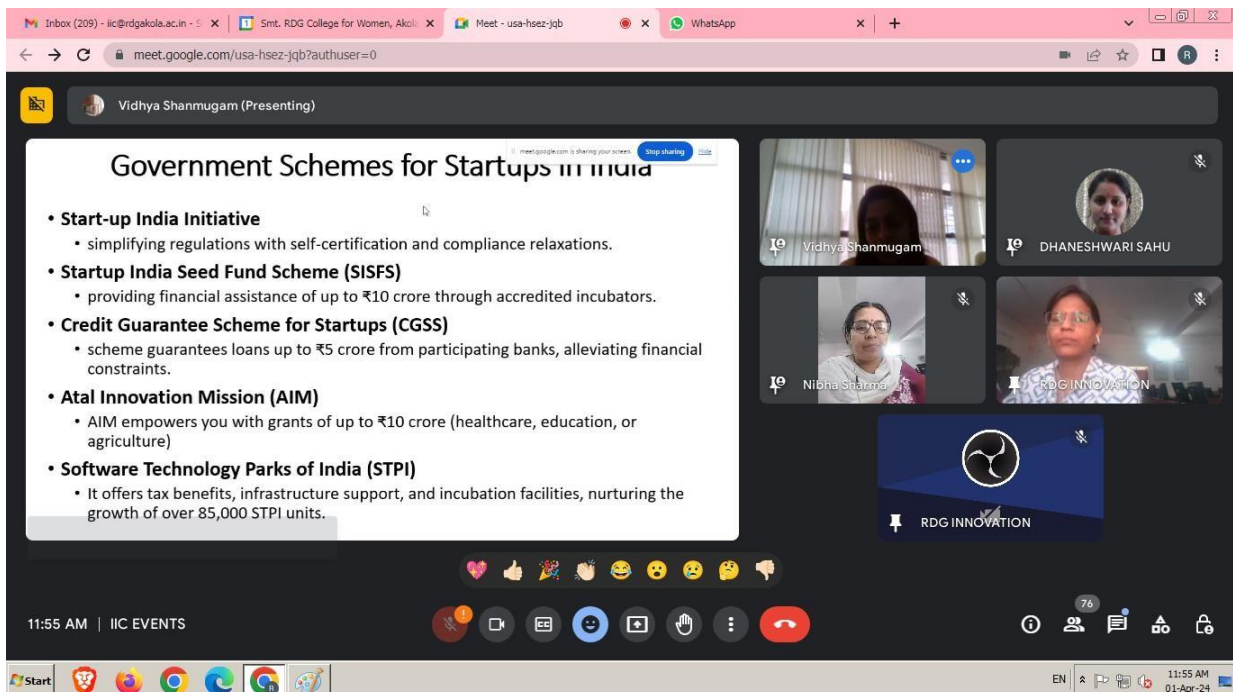 Inbox (209) - iic@rdgakola.ac.in - S
Smt. RDG College for Women, Akol
Meet - usa-hsez-jqb
WhatsApp
meet.google.com/usa-hsez-jqb?authuser=0
R
Vidhya Shanmugam (Presenting)
meet.google.com is sharing your screen. Stop sharing Hide
Government Schemes for Startups in India
• Start-up India Initiative
• simplifying regulations with self-certification and compliance relaxations.
• Startup India Seed Fund Scheme (SISFS)
• providing financial assistance of up to ₹10 crore through accredited incubators.
• Credit Guarantee Scheme for Startups (CGSS)
• scheme guarantees loans up to ₹5 crore from participating banks, alleviating financial
constraints.
• Atal Innovation Mission (AIM)
• AIM empowers you with grants of up to ₹10 crore (healthcare, education, or
agriculture)
• Software Technology Parks of India (STPI)
• It offers tax benefits, infrastructure support, and incubation facilities, nurturing the
growth of over 85,000 STPI units.
Vidhya Shanmugam
DHANESHWARI SAHU
Nibha Sharma
RDG INNOVATION
RDG INNOVATION
11:55 AM | IIC EVENTS
CC
76
Start
EN
11:55 AM
01-Apr-24